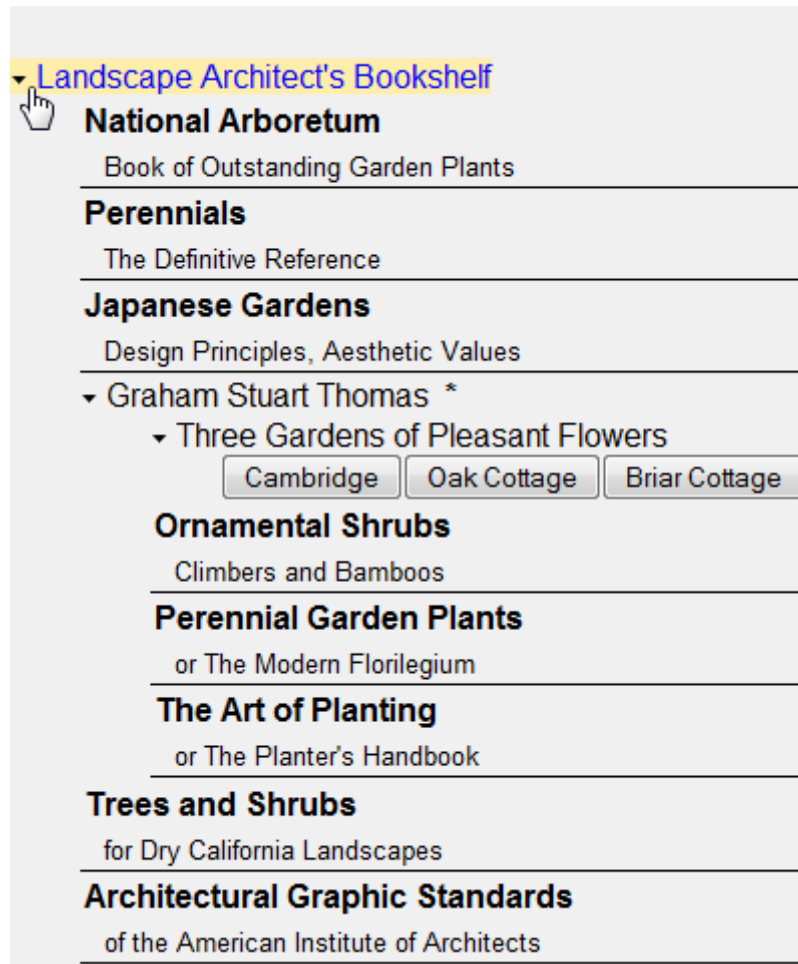 Landscape Architect's Bookshelf
National Arboretum
Book of Outstanding Garden Plants
Perennials
The Definitive Reference
Japanese Gardens
Design Principles, Aesthetic Values
Graham Stuart Thomas *
Three Gardens of Pleasant Flowers
Cambridge Oak Cottage Briar Cottage
Ornamental Shrubs
Climbers and Bamboos
Perennial Garden Plants
or The Modern Florilegium
The Art of Planting
or The Planter's Handbook
Trees and Shrubs
for Dry California Landscapes
Architectural Graphic Standards
of the American Institute of Architects